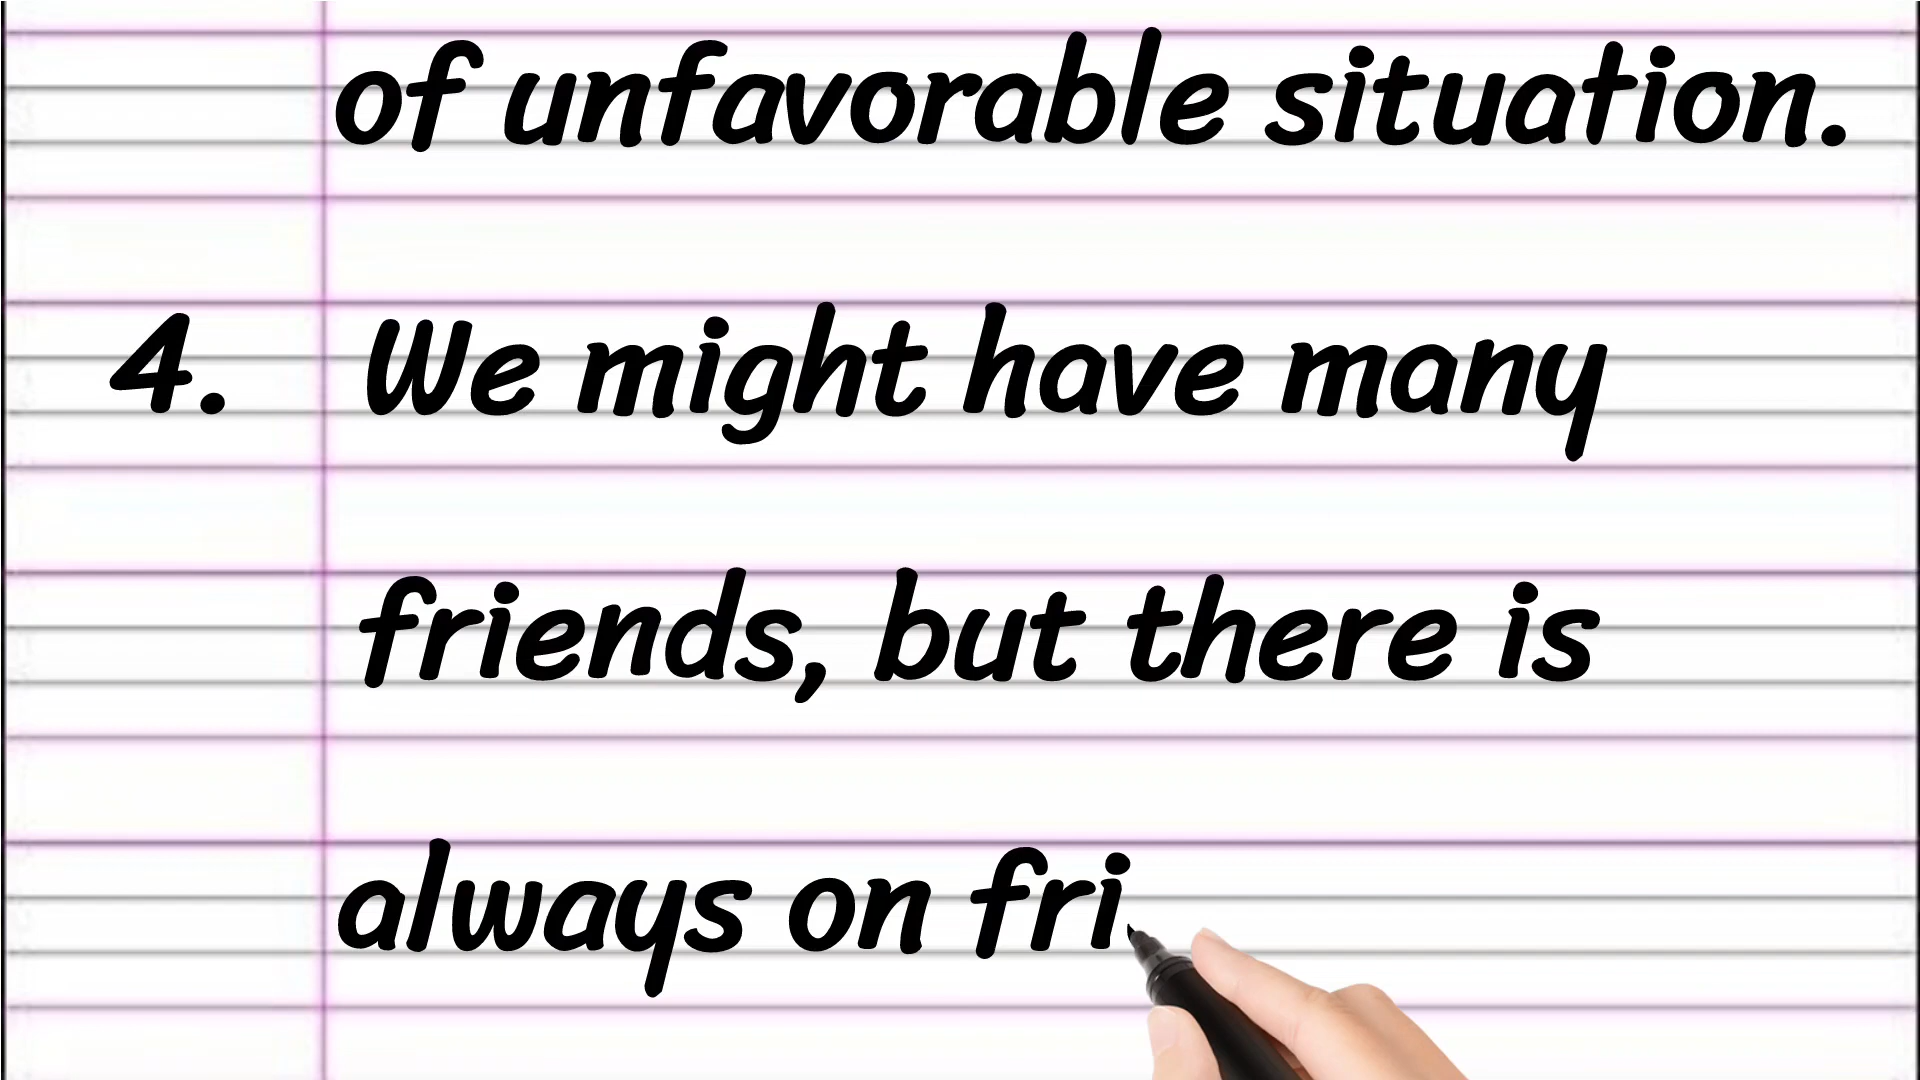 of unfavorable situation.
4. We might have many
friends, but there is
always on fri